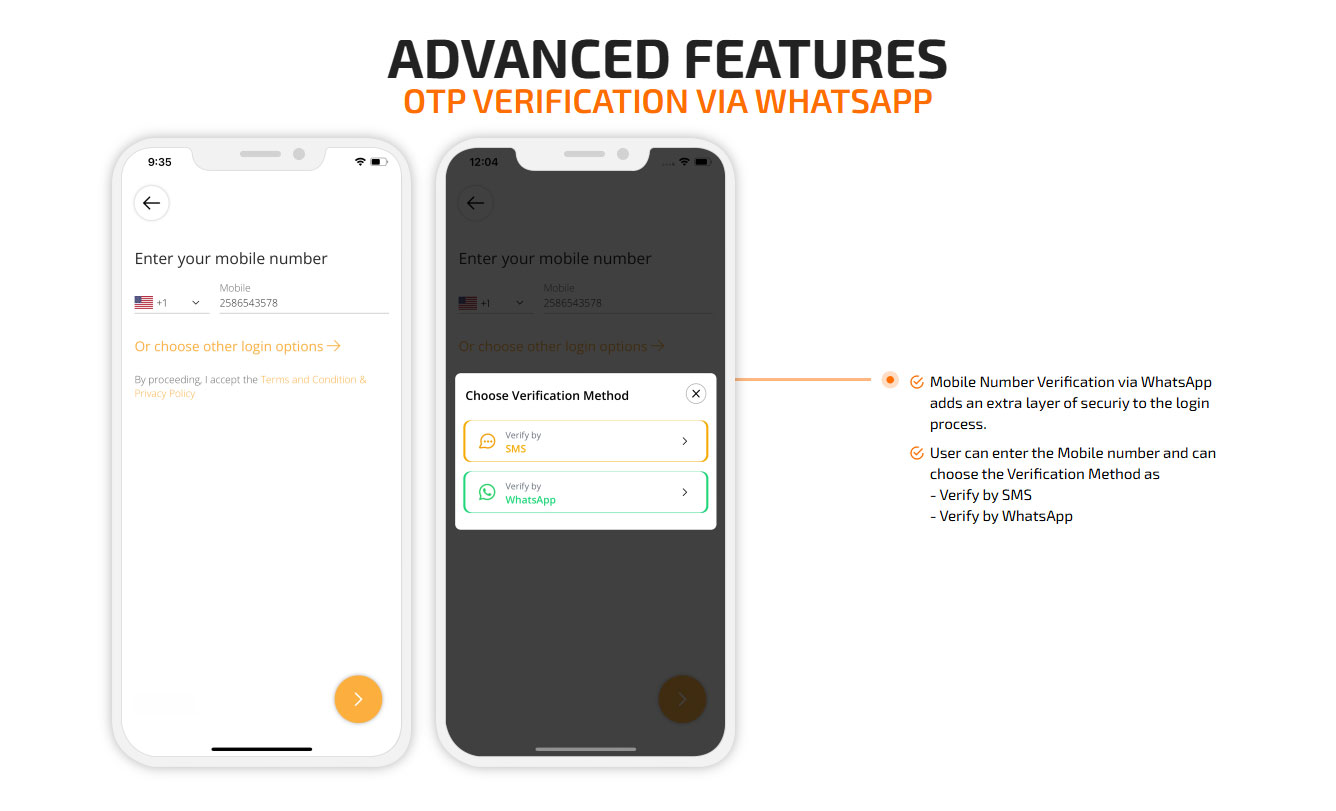 ADVANCED FEATURES
OTP VERIFICATION VIA WHATSAPP
9:35
Enter your mobile number
Mobile
+1
2586543578
Or choose other login options
By proceeding, I accept the Terms and Condition &
Privacy Policy
12:04
Enter your mobile number
Mobile
+1
2586543578
Or choose other login options
Choose Verification Method
Verify by
SMS
Verify by
WhatsApp
Mobile Number Verification via WhatsApp
adds an extra layer of securiy to the login
process.
User can enter the Mobile number and can
choose the Verification Method as
- Verify by SMS
- Verify by WhatsApp